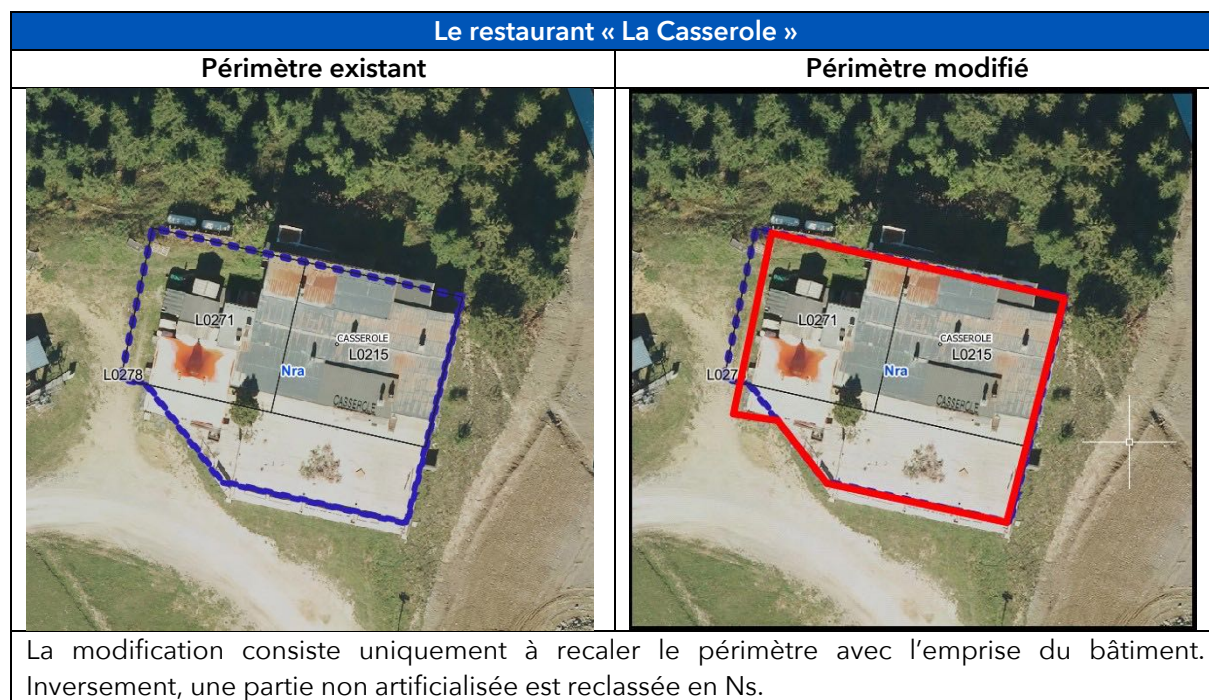 Le restaurant « La Casserole »
Périmètre existant
Périmètre modifié
L0271
CASSEROLE
L0215
L0278
Nra
CASSEROLE
L0271
CASSEROLE
L0215
L027
Nra
CASSEROLE
La modification consiste uniquement à recaler le périmètre avec l'emprise du bâtiment.
Inversement, une partie non artificialisée est reclassée en Ns.